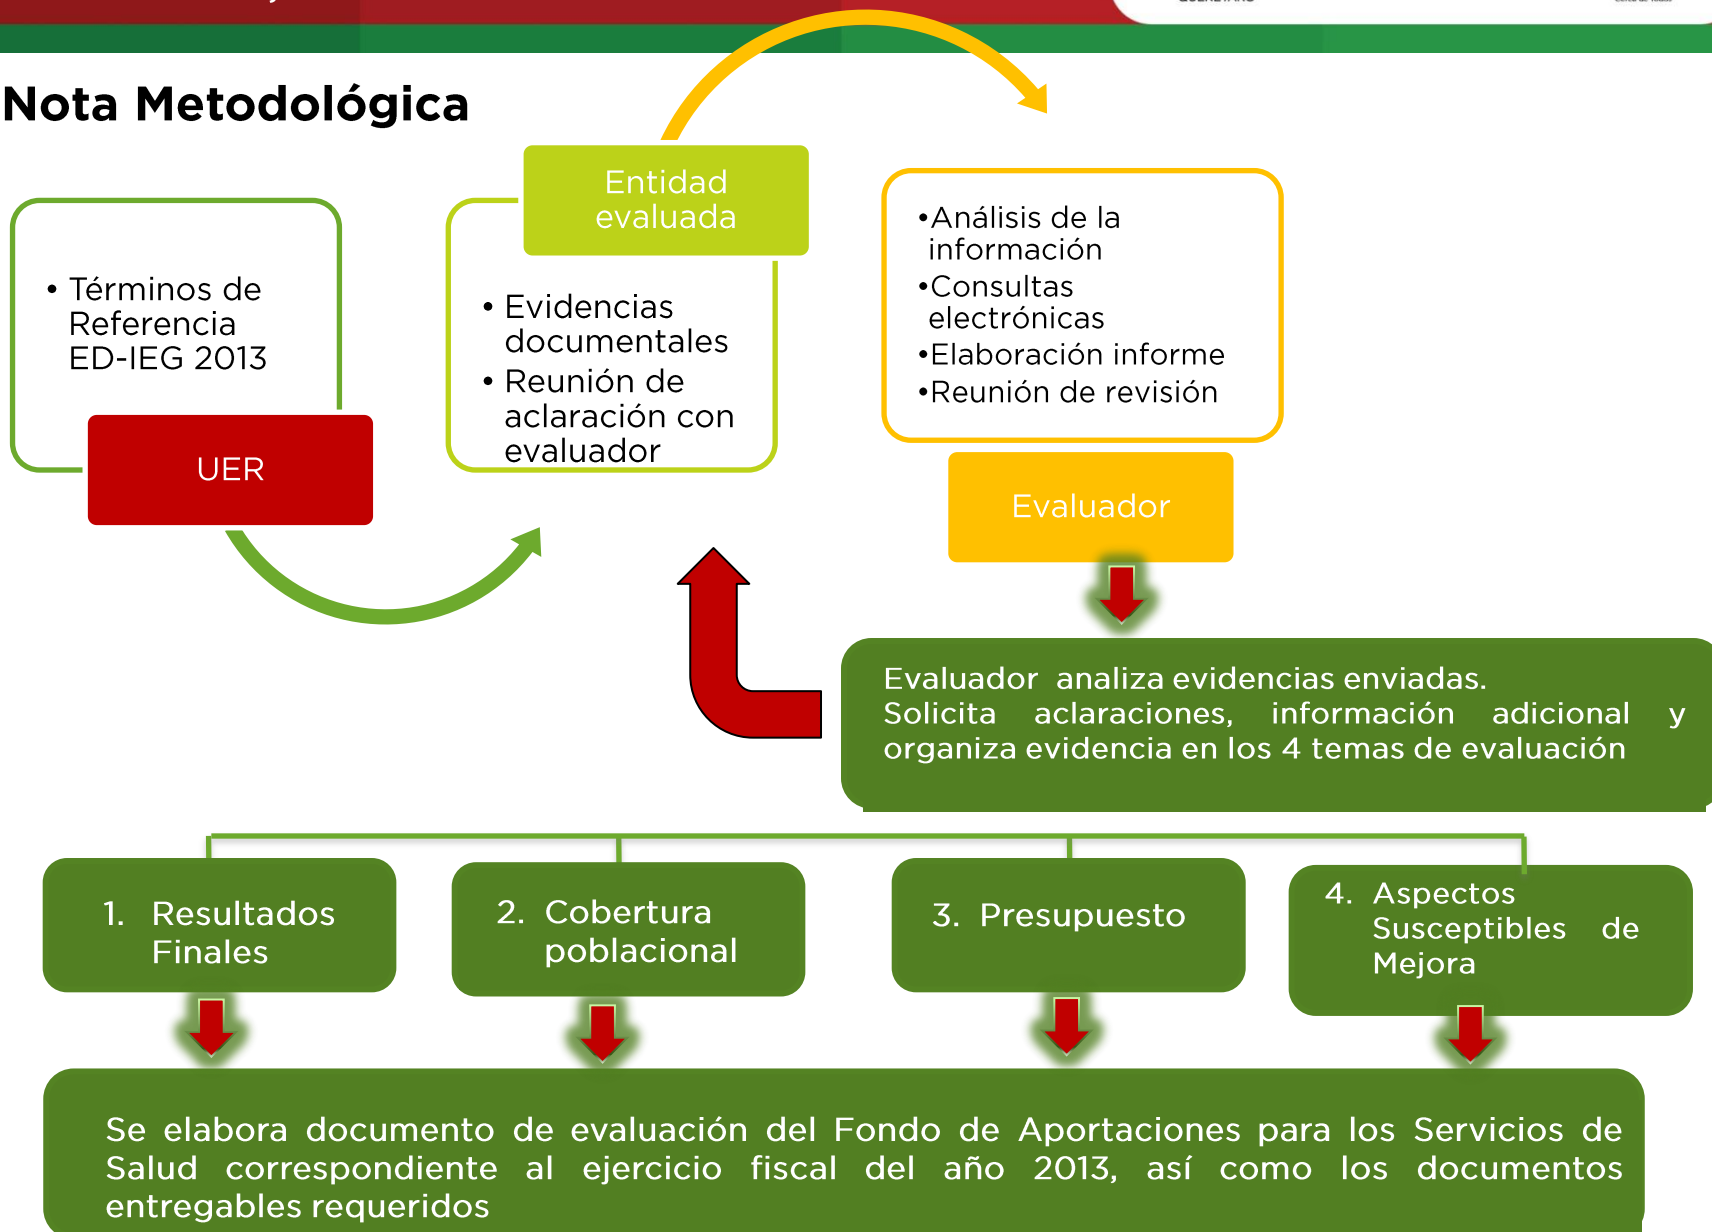 Nota Metodológica
• Términos de
Referencia
ED-IEG 2013
UER
Entidad
evaluada
• Evidencias
documentales
• Reunión de
aclaración con
evaluador
•Análisis de la
información
•Consultas
electrónicas
•Elaboración informe
•Reunión de revisión
Evaluador
Evaluador analiza evidencias enviadas.
Solicita aclaraciones, información adicional y
organiza evidencia en los 4 temas de evaluación
1. Resultados
Finales
2. Cobertura
poblacional
3. Presupuesto
4. Aspectos
Susceptibles de
Mejora
Se elabora documento de evaluación del Fondo de Aportaciones para los Servicios de
Salud correspondiente al ejercicio fiscal del año 2013, así como los documentos
entregables requeridos